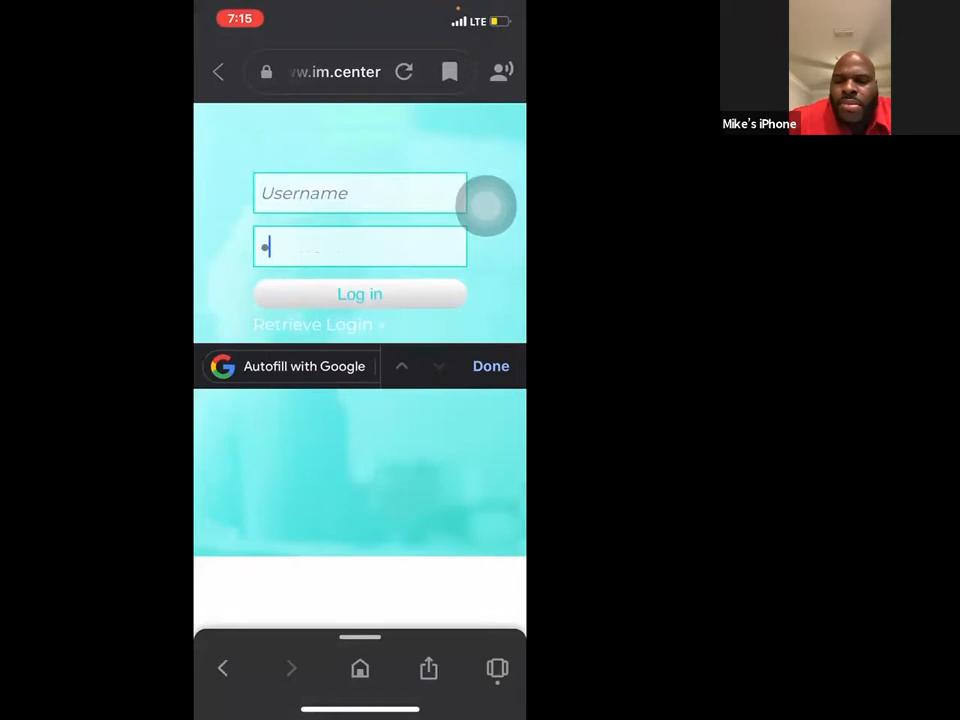 7:15
LTE
w.im.center
Username
Log in
Retrieve Login »
Autofill with Google
Done
Mike's iPhone